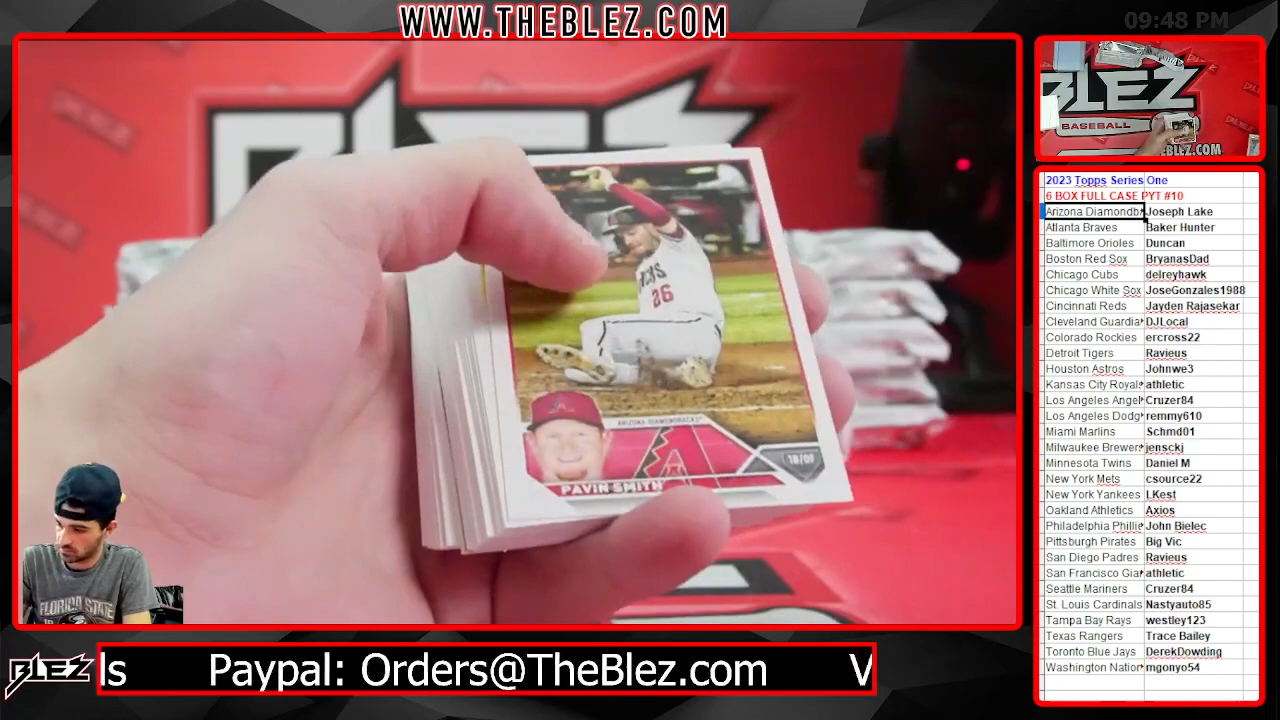 WWW.THEBLEZ.COM
09:48 PM
BLEZ
BASEBALL
BLEZ.COM
26
ARIZONA DIAMONDBACKS
PAVIN SMITH
1B/OF
FLORIDA STATE
2023 Topps Series One
6 BOX FULL CASE PYT #10
Arizona Diamondb Joseph Lake
Atlanta Braves Baker Hunter
Baltimore Orioles Duncan
Boston Red Sox BryanasDad
Chicago Cubs delreyhawk
Chicago White Sox JoseGonzales1988
Cincinnati Reds Jayden Rajasekar
Cleveland Guardia DJLocal
Colorado Rockies ercross22
Detroit Tigers Ravieus
Houston Astros Johnwe3
Kansas City Royals athletic
Los Angeles Angel Cruzer84
Los Angeles Dodg remmy610
Miami Marlins Schmd01
Milwaukee Brewer jensckj
Minnesota Twins Daniel M
New York Mets csource22
New York Yankees LKest
Oakland Athletics Axios
Philadelphia Phillie John Bielec
Pittsburgh Pirates Big Vic
San Diego Padres Ravieus
San Francisco Gia athletic
Seattle Mariners Cruzer84
St. Louis Cardinals Nastyauto85
Tampa Bay Rays westley123
Texas Rangers Trace Bailey
Toronto Blue Jays DerekDowding
Washington Nation mgonyo54
BLEZ
ls Paypal: Orders@TheBlez.com V